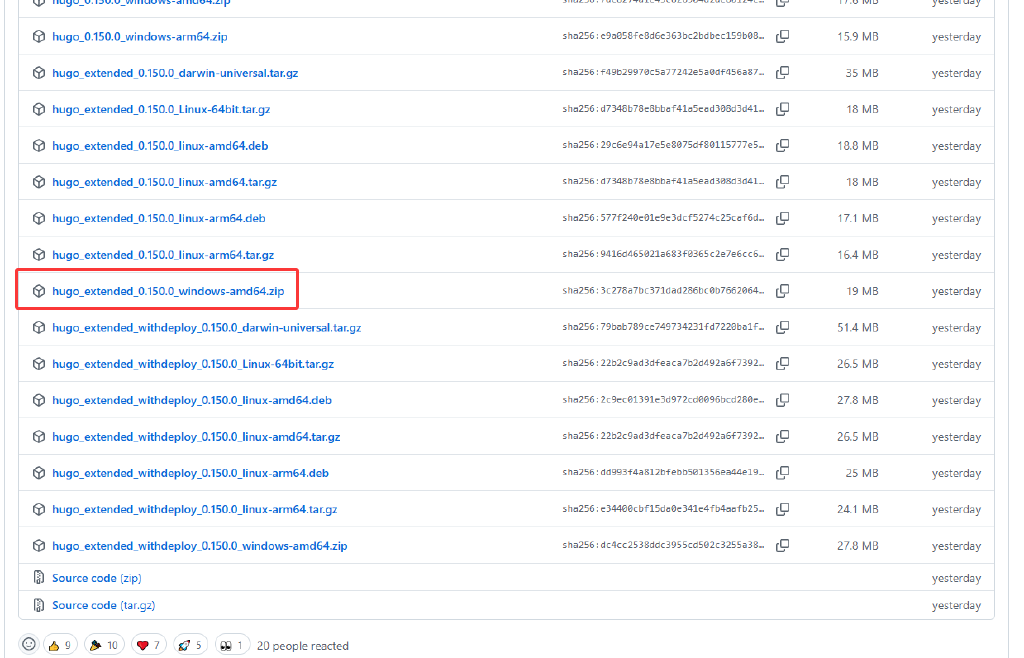 hugo_0.150.0_windows-amd64.zip 17.6 MB yesterday
hugo_0.150.0_windows-arm64.zip sha256:e9a058fe8d6e363bc2bdbec159b08… 15.9 MB yesterday
hugo_extended_0.150.0_darwin-universal.tar.gz sha256:f49b29970c5a77242e5a0df456a87… 35 MB yesterday
hugo_extended_0.150.0_Linux-64bit.tar.gz sha256:d7348b78e8bbaf41a5ead308d3d41… 18 MB yesterday
hugo_extended_0.150.0_linux-amd64.deb sha256:29c6e94a17e5e8075df80115777e5… 18.8 MB yesterday
hugo_extended_0.150.0_linux-amd64.tar.gz sha256:d7348b78e8bbaf41a5ead308d3d41… 18 MB yesterday
hugo_extended_0.150.0_linux-arm64.deb sha256:577f240e01e9e3dcf5274c25caf6d… 17.1 MB yesterday
hugo_extended_0.150.0_linux-arm64.tar.gz sha256:9416d465021a683f0365c2e7e6cc6… 16.4 MB yesterday
hugo_extended_0.150.0_windows-amd64.zip sha256:3c278a7bc371dad286bc0b7662064… 19 MB yesterday
hugo_extended_withdeploy_0.150.0_darwin-universal.tar.gz sha256:79bab789ce749734231fd7220ba1f… 51.4 MB yesterday
hugo_extended_withdeploy_0.150.0_Linux-64bit.tar.gz sha256:22b2c9ad3dfeaca7b2d492a6f7392… 26.5 MB yesterday
hugo_extended_withdeploy_0.150.0_linux-amd64.deb sha256:2c9ec01391e3d972cd0096bcd280e… 27.8 MB yesterday
hugo_extended_withdeploy_0.150.0_linux-amd64.tar.gz sha256:22b2c9ad3dfeaca7b2d492a6f7392… 26.5 MB yesterday
hugo_extended_withdeploy_0.150.0_linux-arm64.deb sha256:dd993f4a812bfebb501356ea44e19… 25 MB yesterday
hugo_extended_withdeploy_0.150.0_linux-arm64.tar.gz sha256:e34400cbf15da0e341e4fb4aafb25… 24.1 MB yesterday
hugo_extended_withdeploy_0.150.0_windows-amd64.zip sha256:dc4cc2538ddc3955cd502c3255a38… 27.8 MB yesterday
Source code (zip) yesterday
Source code (tar.gz) yesterday
9 10 7 5 1 20 people reacted